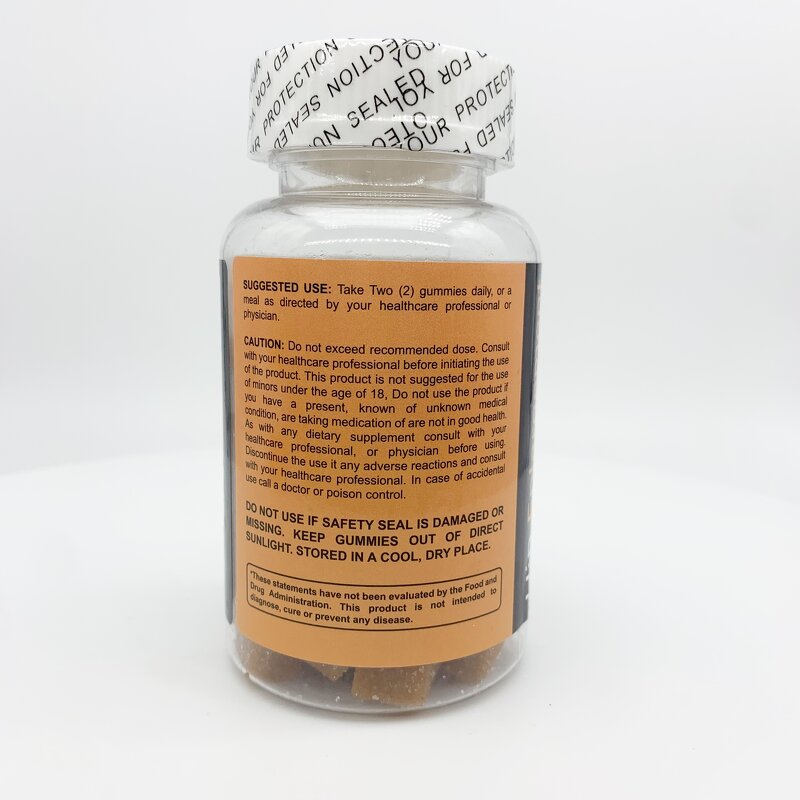 SEALED FOR YOUR PROTECTION
SUGGESTED USE: Take Two (2) gummies daily, or a
meal as directed by your healthcare professional or
physician.
CAUTION: Do not exceed recommended dose. Consult
with your healthcare professional before initiating the use
of the product. This product is not suggested for the use
of minors under the age of 18, Do not use the product if
you have a present, known of unknown medical
condition, are taking medication of are not in good health.
As with any dietary supplement consult with your
healthcare professional, or physician before using.
Discontinue the use it any adverse reactions and consult
with your healthcare professional. In case of accidental
use call a doctor or poison control.
DO NOT USE IF SAFETY SEAL IS DAMAGED OR
MISSING. KEEP GUMMIES OUT OF DIRECT
SUNLIGHT. STORED IN A COOL, DRY PLACE.
*These statements have not been evaluated by the Food and
Drug Administration. This product is not intended to
diagnose, cure or prevent any disease.